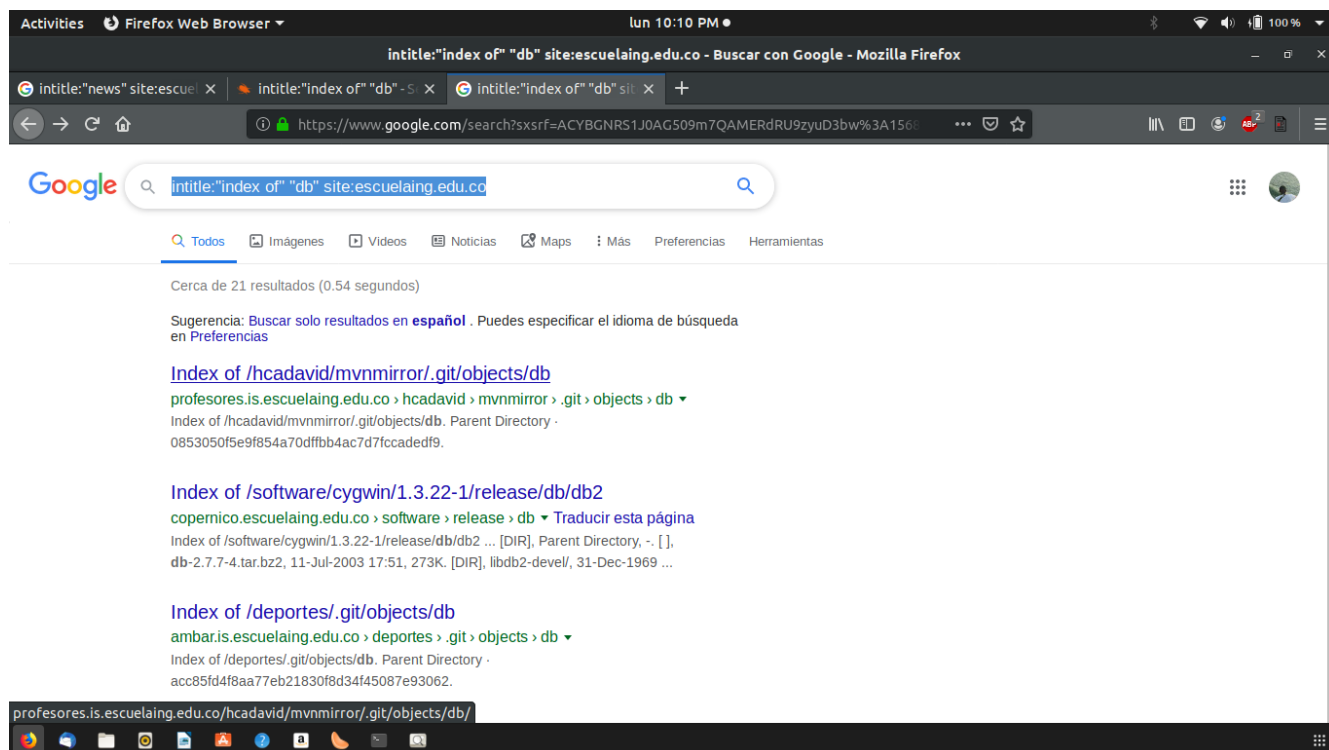 Activities Firefox Web Browser lun 10:10 PM 100 %
intitle:"index of" "db" site:escuelaing.edu.co - Buscar con Google - Mozilla Firefox
intitle:"news" site:escuel intitle:"index of" "db" - S intitle:"index of" "db" sit
https://www.google.com/search?sxsrf=ACYBGNRS1J0AG509m7QAMERdRU9zyuD3bw%3A1568 ABP 2
Google intitle:"index of" "db" site:escuelaing.edu.co
Todos Imágenes Videos Noticias Maps Más Preferencias Herramientas
Cerca de 21 resultados (0.54 segundos)
Sugerencia: Buscar solo resultados en español . Puedes especificar el idioma de búsqueda
en Preferencias
Index of /hcadavid/mvnmirror/.git/objects/db
profesores.is.escuelaing.edu.co › hcadavid › mvnmirror › .git › objects › db
Index of /hcadavid/mvnmirror/.git/objects/db. Parent Directory ·
0853050f5e9f854a70dffbb4ac7d7fccadedf9.
Index of /software/cygwin/1.3.22-1/release/db/db2
copernico.escuelaing.edu.co › software › release › db Traducir esta página
Index of /software/cygwin/1.3.22-1/release/db/db2 ... [DIR], Parent Directory, -. [ ],
db-2.7.7-4.tar.bz2, 11-Jul-2003 17:51, 273K. [DIR], libdb2-devel/, 31-Dec-1969 ...
Index of /deportes/.git/objects/db
ambar.is.escuelaing.edu.co › deportes › .git › objects › db
Index of /deportes/.git/objects/db. Parent Directory ·
acc85fd4f8aa77eb21830f8d34f45087e93062.
profesores.is.escuelaing.edu.co/hcadavid/mvnmirror/.git/objects/db/